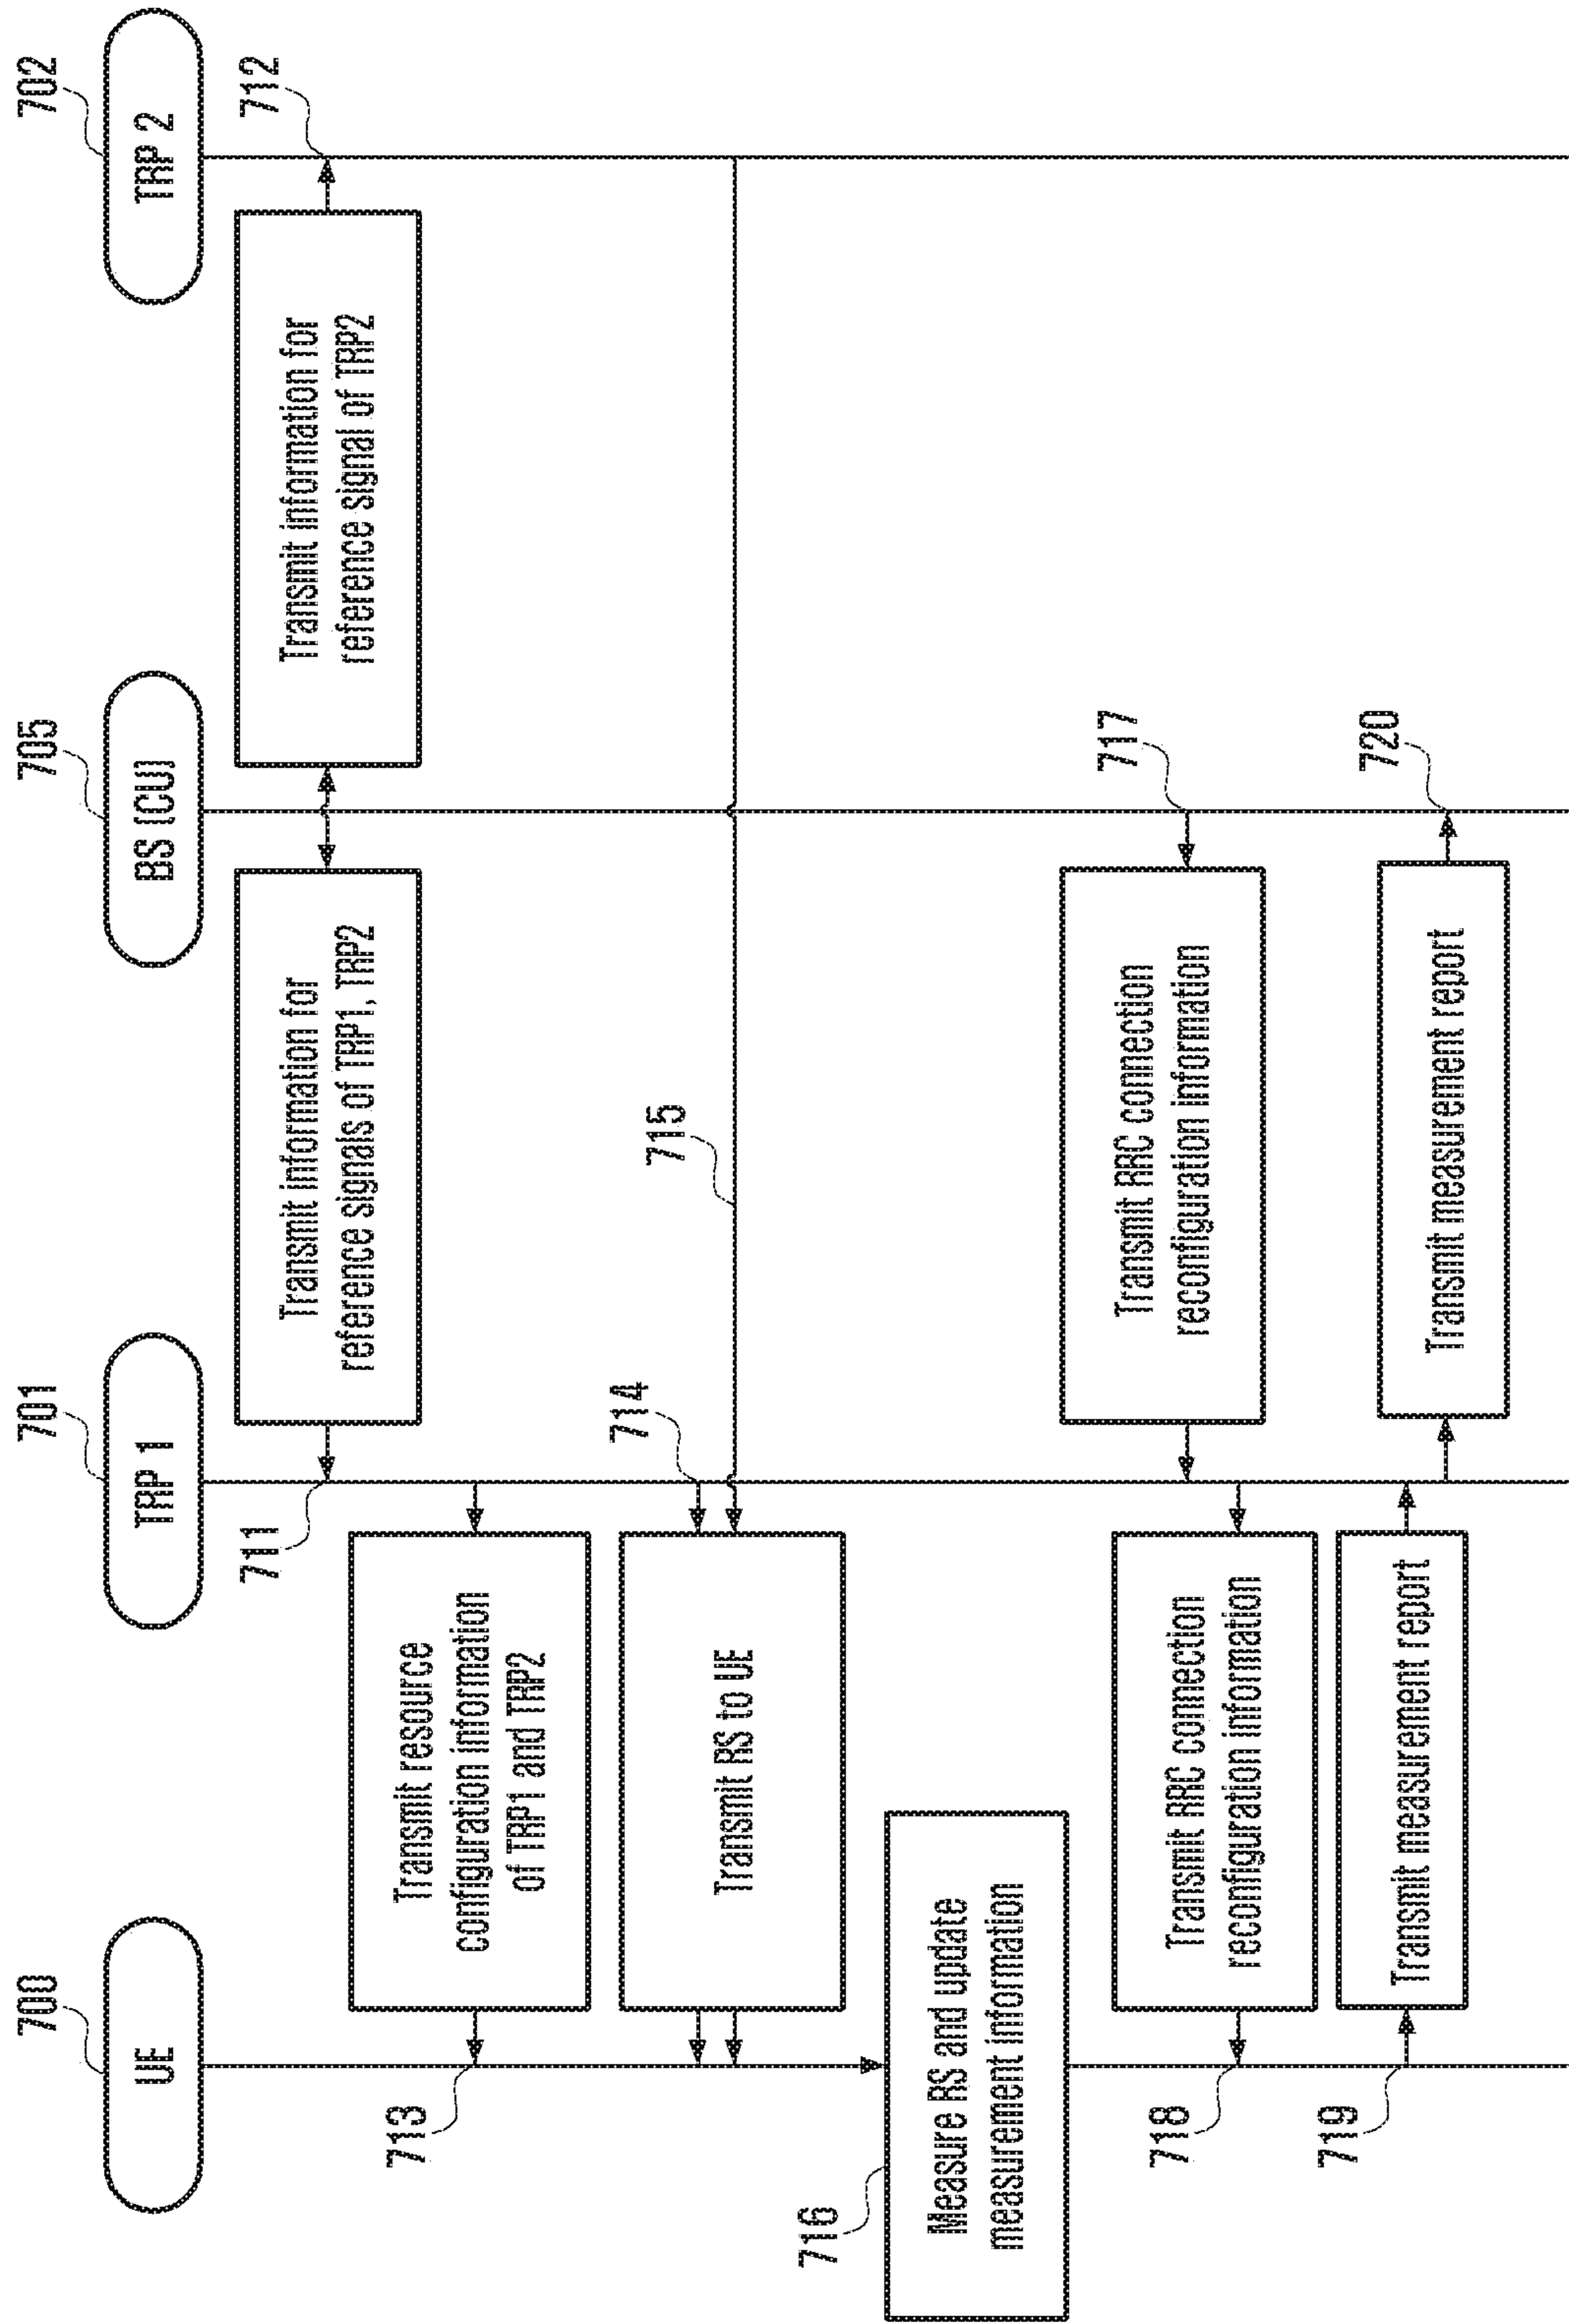 700
UE
701
TRP 1
705
BS (CU)
702
TRP 2
711
Transmit information for
reference signals of TRP1, TRP2
Transmit information for
reference signal of TRP2
712
713
Transmit resource
configuration information
of TRP1 and TRP2
714
Transmit RS to UE
715
716
Measure RS and update
measurement information
Transmit RRC connection
reconfiguration information
717
718
Transmit RRC connection
reconfiguration information
719
Transmit measurement report
Transmit measurement report
720